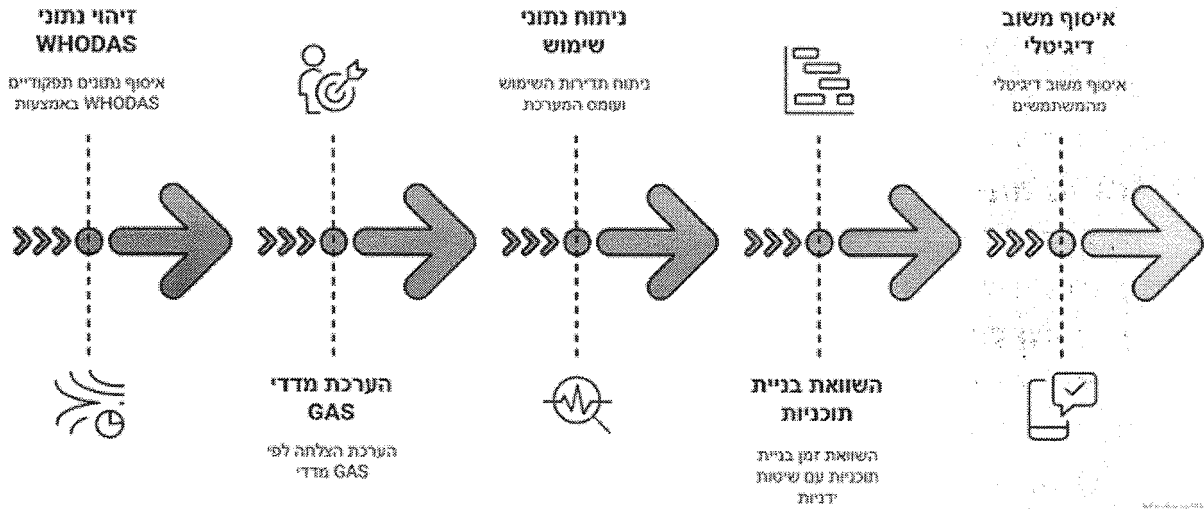 זיהוי נתוני
WHODAS
איסוף נתונים תפקודיים
באמצעות WHODAS
הערכת מדדי
GAS
הערכת הצלחה לפי
מדדי GAS
ניתוח נתוני
שימוש
ניתוח תדירות השימוש
ועומס המערכת
השוואת בניית
תוכניות
השוואת זמן בניית
תוכניות עם שיטות
ידניות
איסוף משוב
דיגיטלי
איסוף משוב דיגיטלי
מהמשתמשים